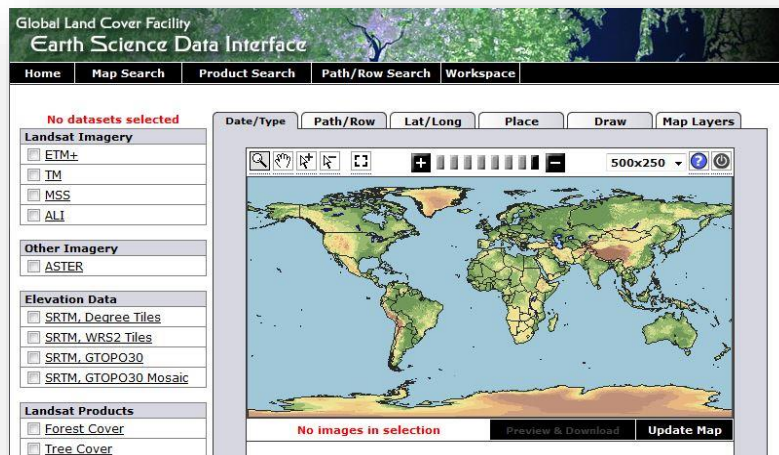 Global Land Cover Facility
Earth Science Data Interface
Home Map Search Product Search Path/Row Search Workspace
No datasets selected
Landsat Imagery
ETM+
TM
MSS
ALI
Other Imagery
ASTER
Elevation Data
SRTM, Degree Tiles
SRTM, WRS2 Tiles
SRTM, GTOPO30
SRTM, GTOPO30 Mosaic
Landsat Products
Forest Cover
Tree Cover
Date/Type Path/Row Lat/Long Place Draw Map Layers
500x250
No images in selection Preview & Download Update Map